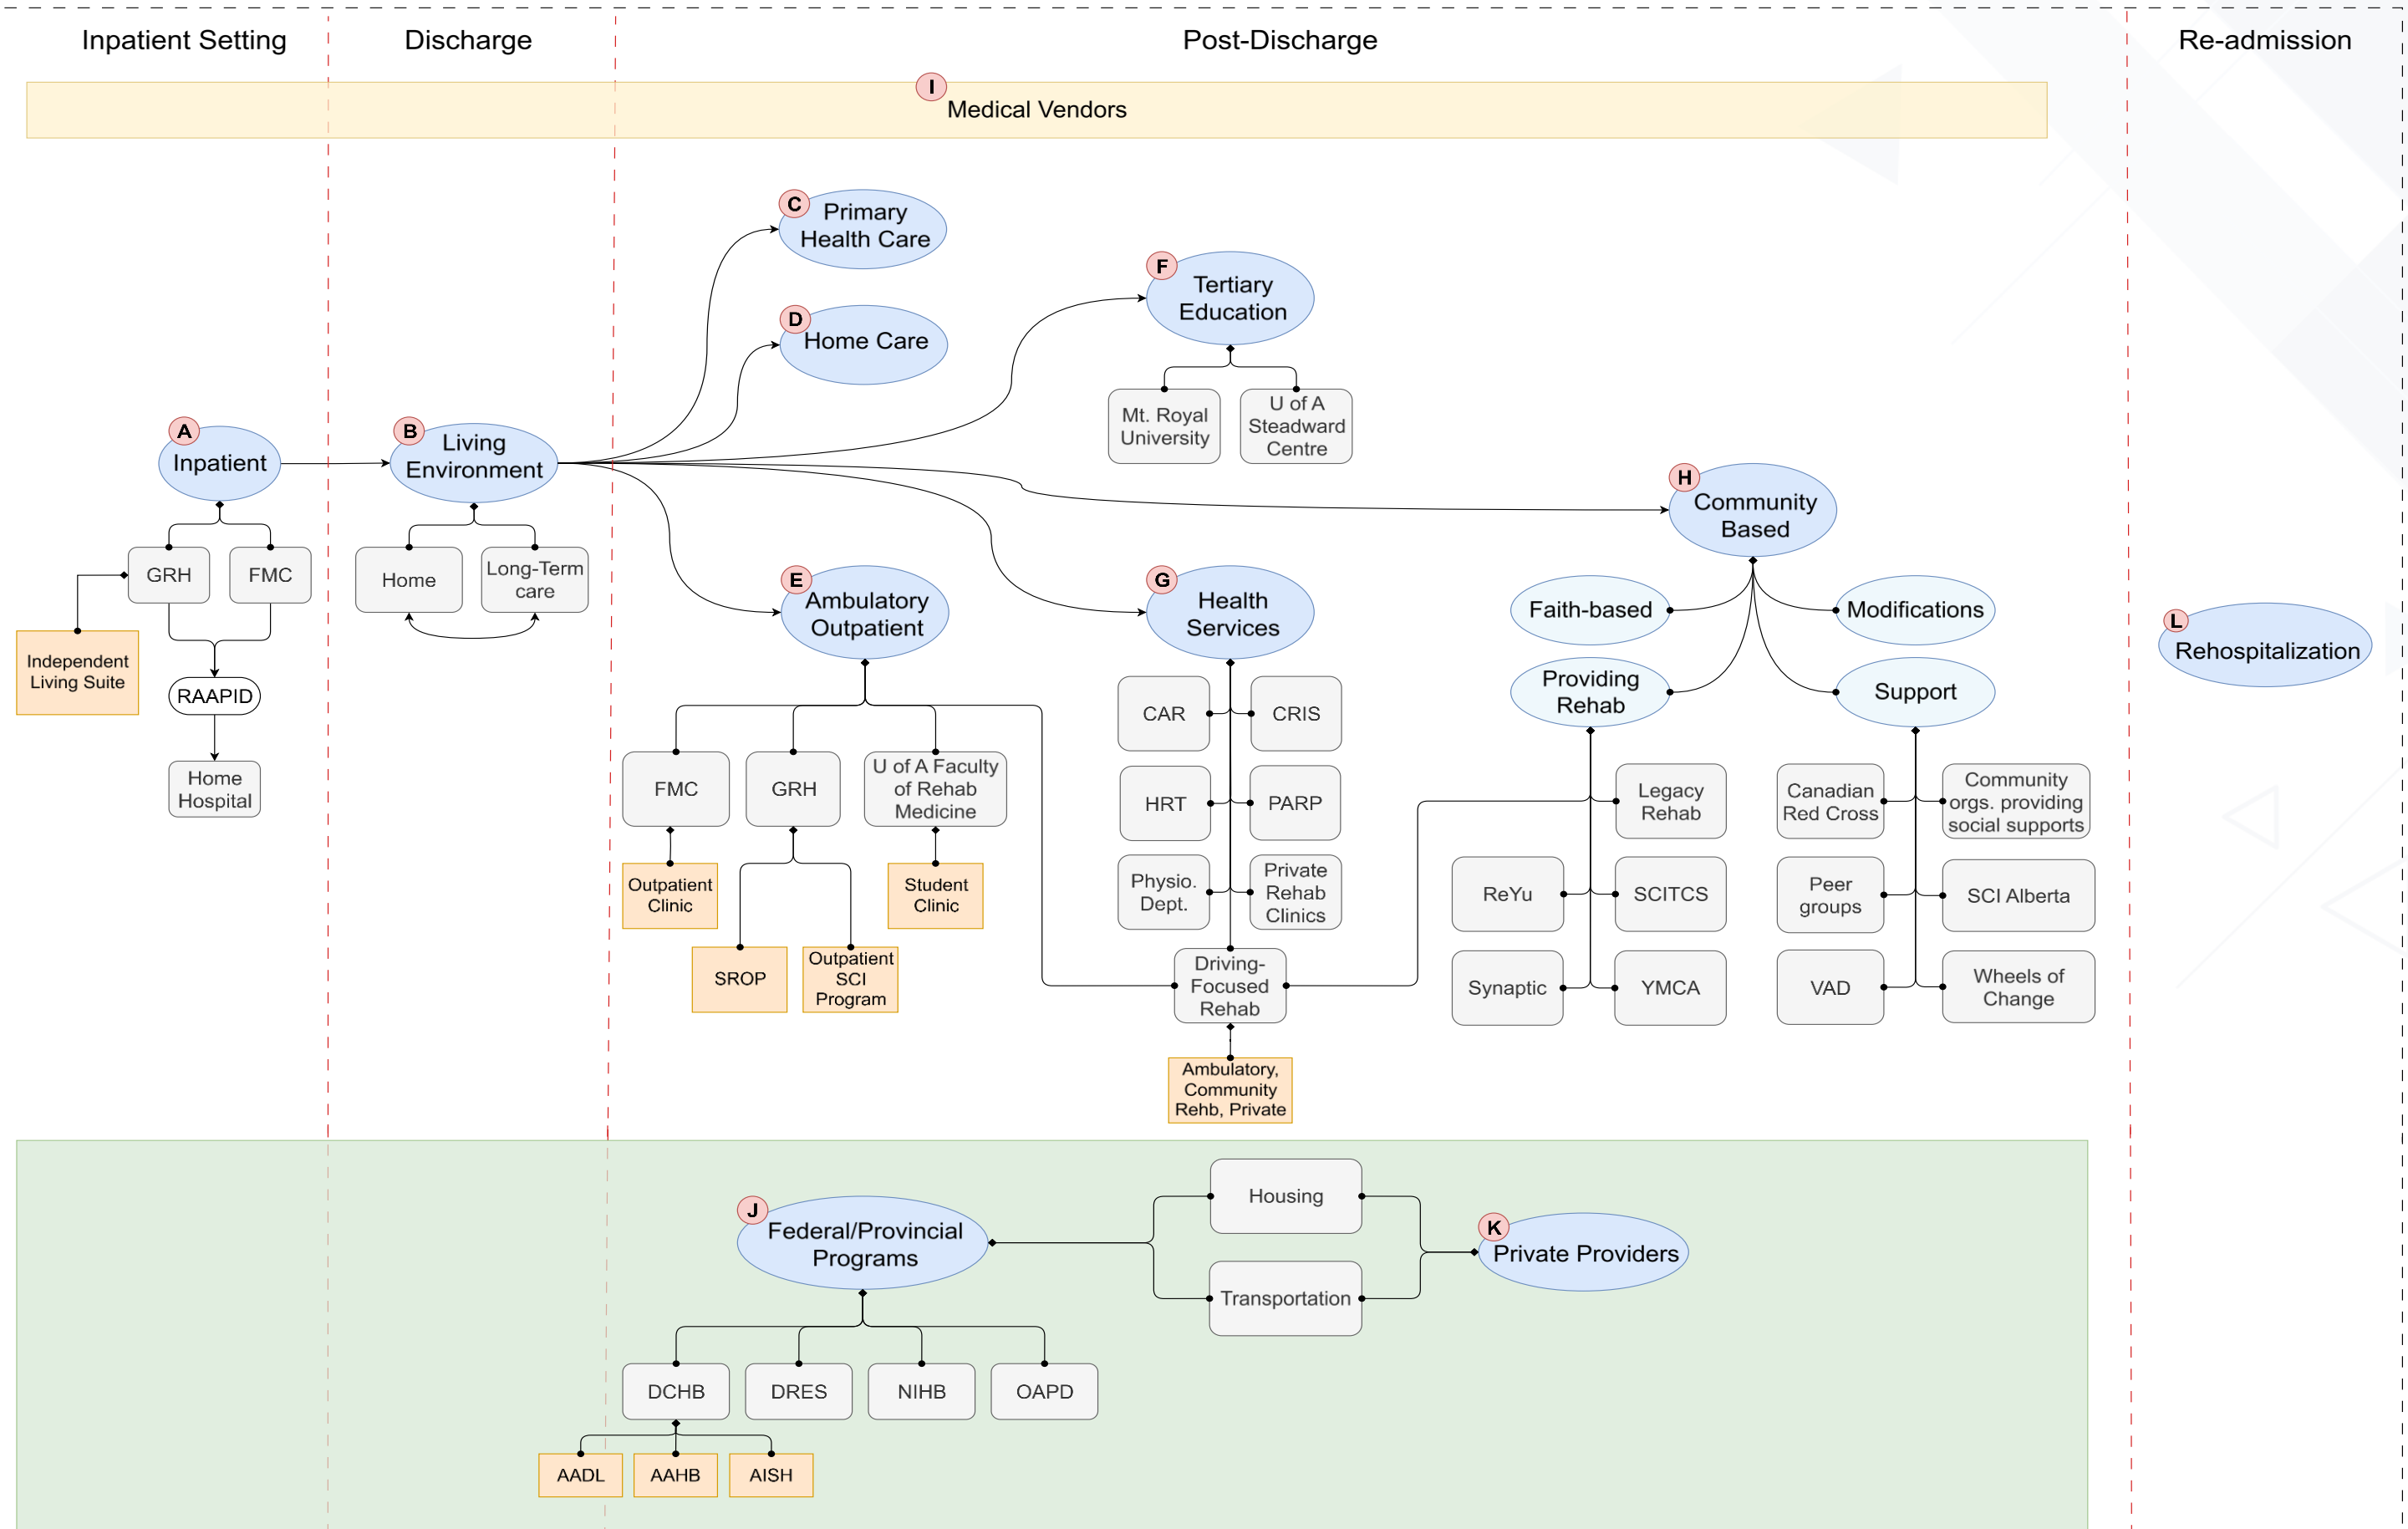 Inpatient Setting
Discharge
Post-Discharge
Re-admission
I
Medical Vendors
C
Primary
Health Care
D
Home Care
F
Tertiary
Education
Mt. Royal
University
U of A
Steadward
Centre
A
Inpatient
GRH
FMC
Independent
Living Suite
RAAPID
Home
Hospital
B
Living
Environment
Home
Long-Term
care
E
Ambulatory
Outpatient
FMC
GRH
U of A Faculty
of Rehab
Medicine
Outpatient
Clinic
SROP
Outpatient
SCI
Program
Student
Clinic
G
Health
Services
CAR
CRIS
HRT
PARP
Physio.
Dept.
Private
Rehab
Clinics
Driving-
Focused
Rehab
Ambulatory,
Community
Rehb, Private
H
Community
Based
Faith-based
Modifications
Providing
Rehab
Support
Legacy
Rehab
ReYu
SCITCS
Synaptic
YMCA
Canadian
Red Cross
Community
orgs. providing
social supports
Peer
groups
SCI Alberta
VAD
Wheels of
Change
L
Rehospitalization
J
Federal/Provincial
Programs
Housing
Transportation
K
Private Providers
DCHB
DRES
NIHB
OAPD
AADL
AAHB
AISH